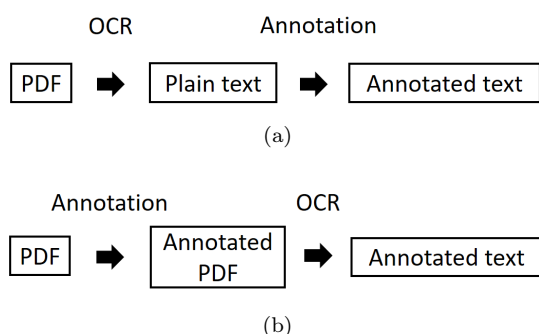 OCR Annotation
PDF Plain text Annotated text
(a)
Annotation OCR
PDF Annotated PDF Annotated text
(b)